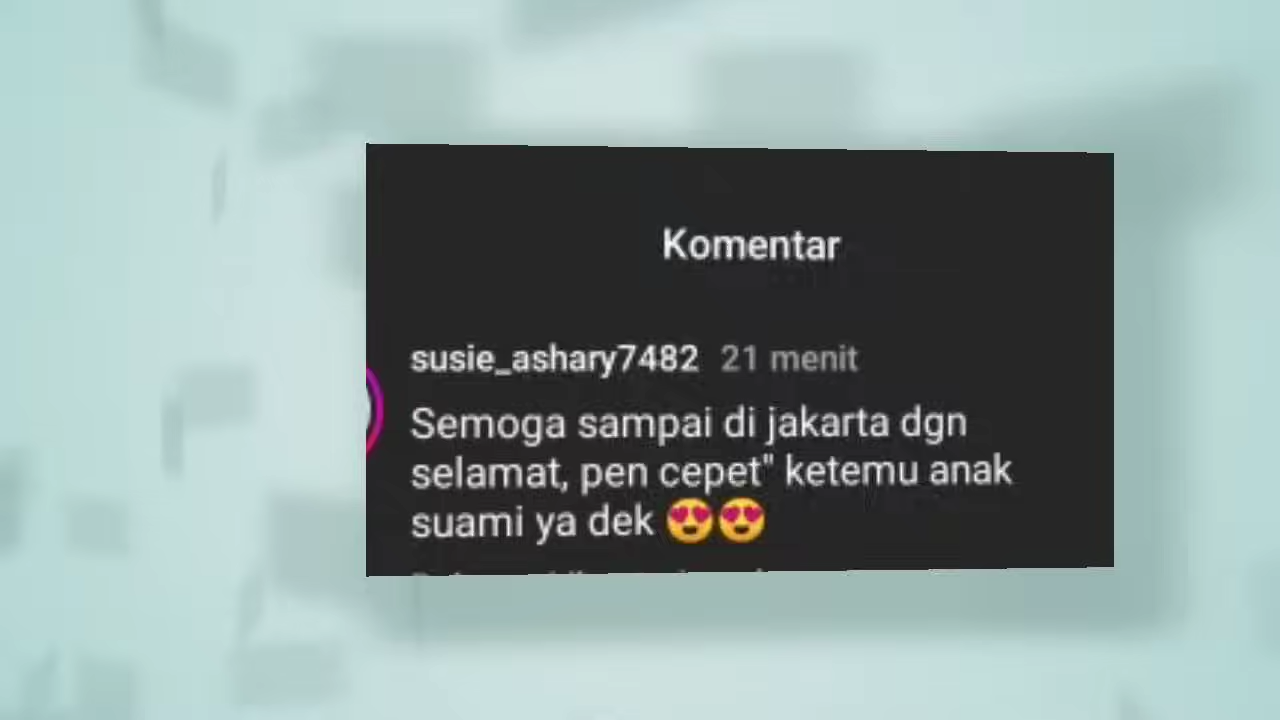 Komentar
susie_ashary7482 21 menit
Semoga sampai di jakarta dgn
selamat, pen cepet" ketemu anak
suami ya dek 😍😍